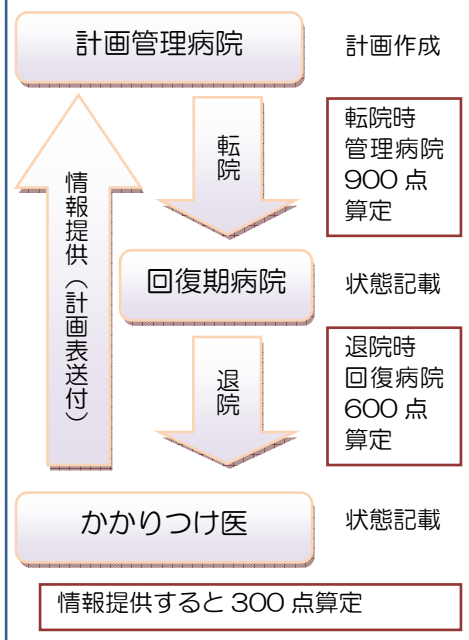 計画管理病院
計画作成
転院
転院時
管理病院
900 点
算定
情報提供（計画表送付）
回復期病院
状態記載
退院
退院時
回復病院
600 点
算定
かかりつけ医
状態記載
情報提供すると 300 点算定